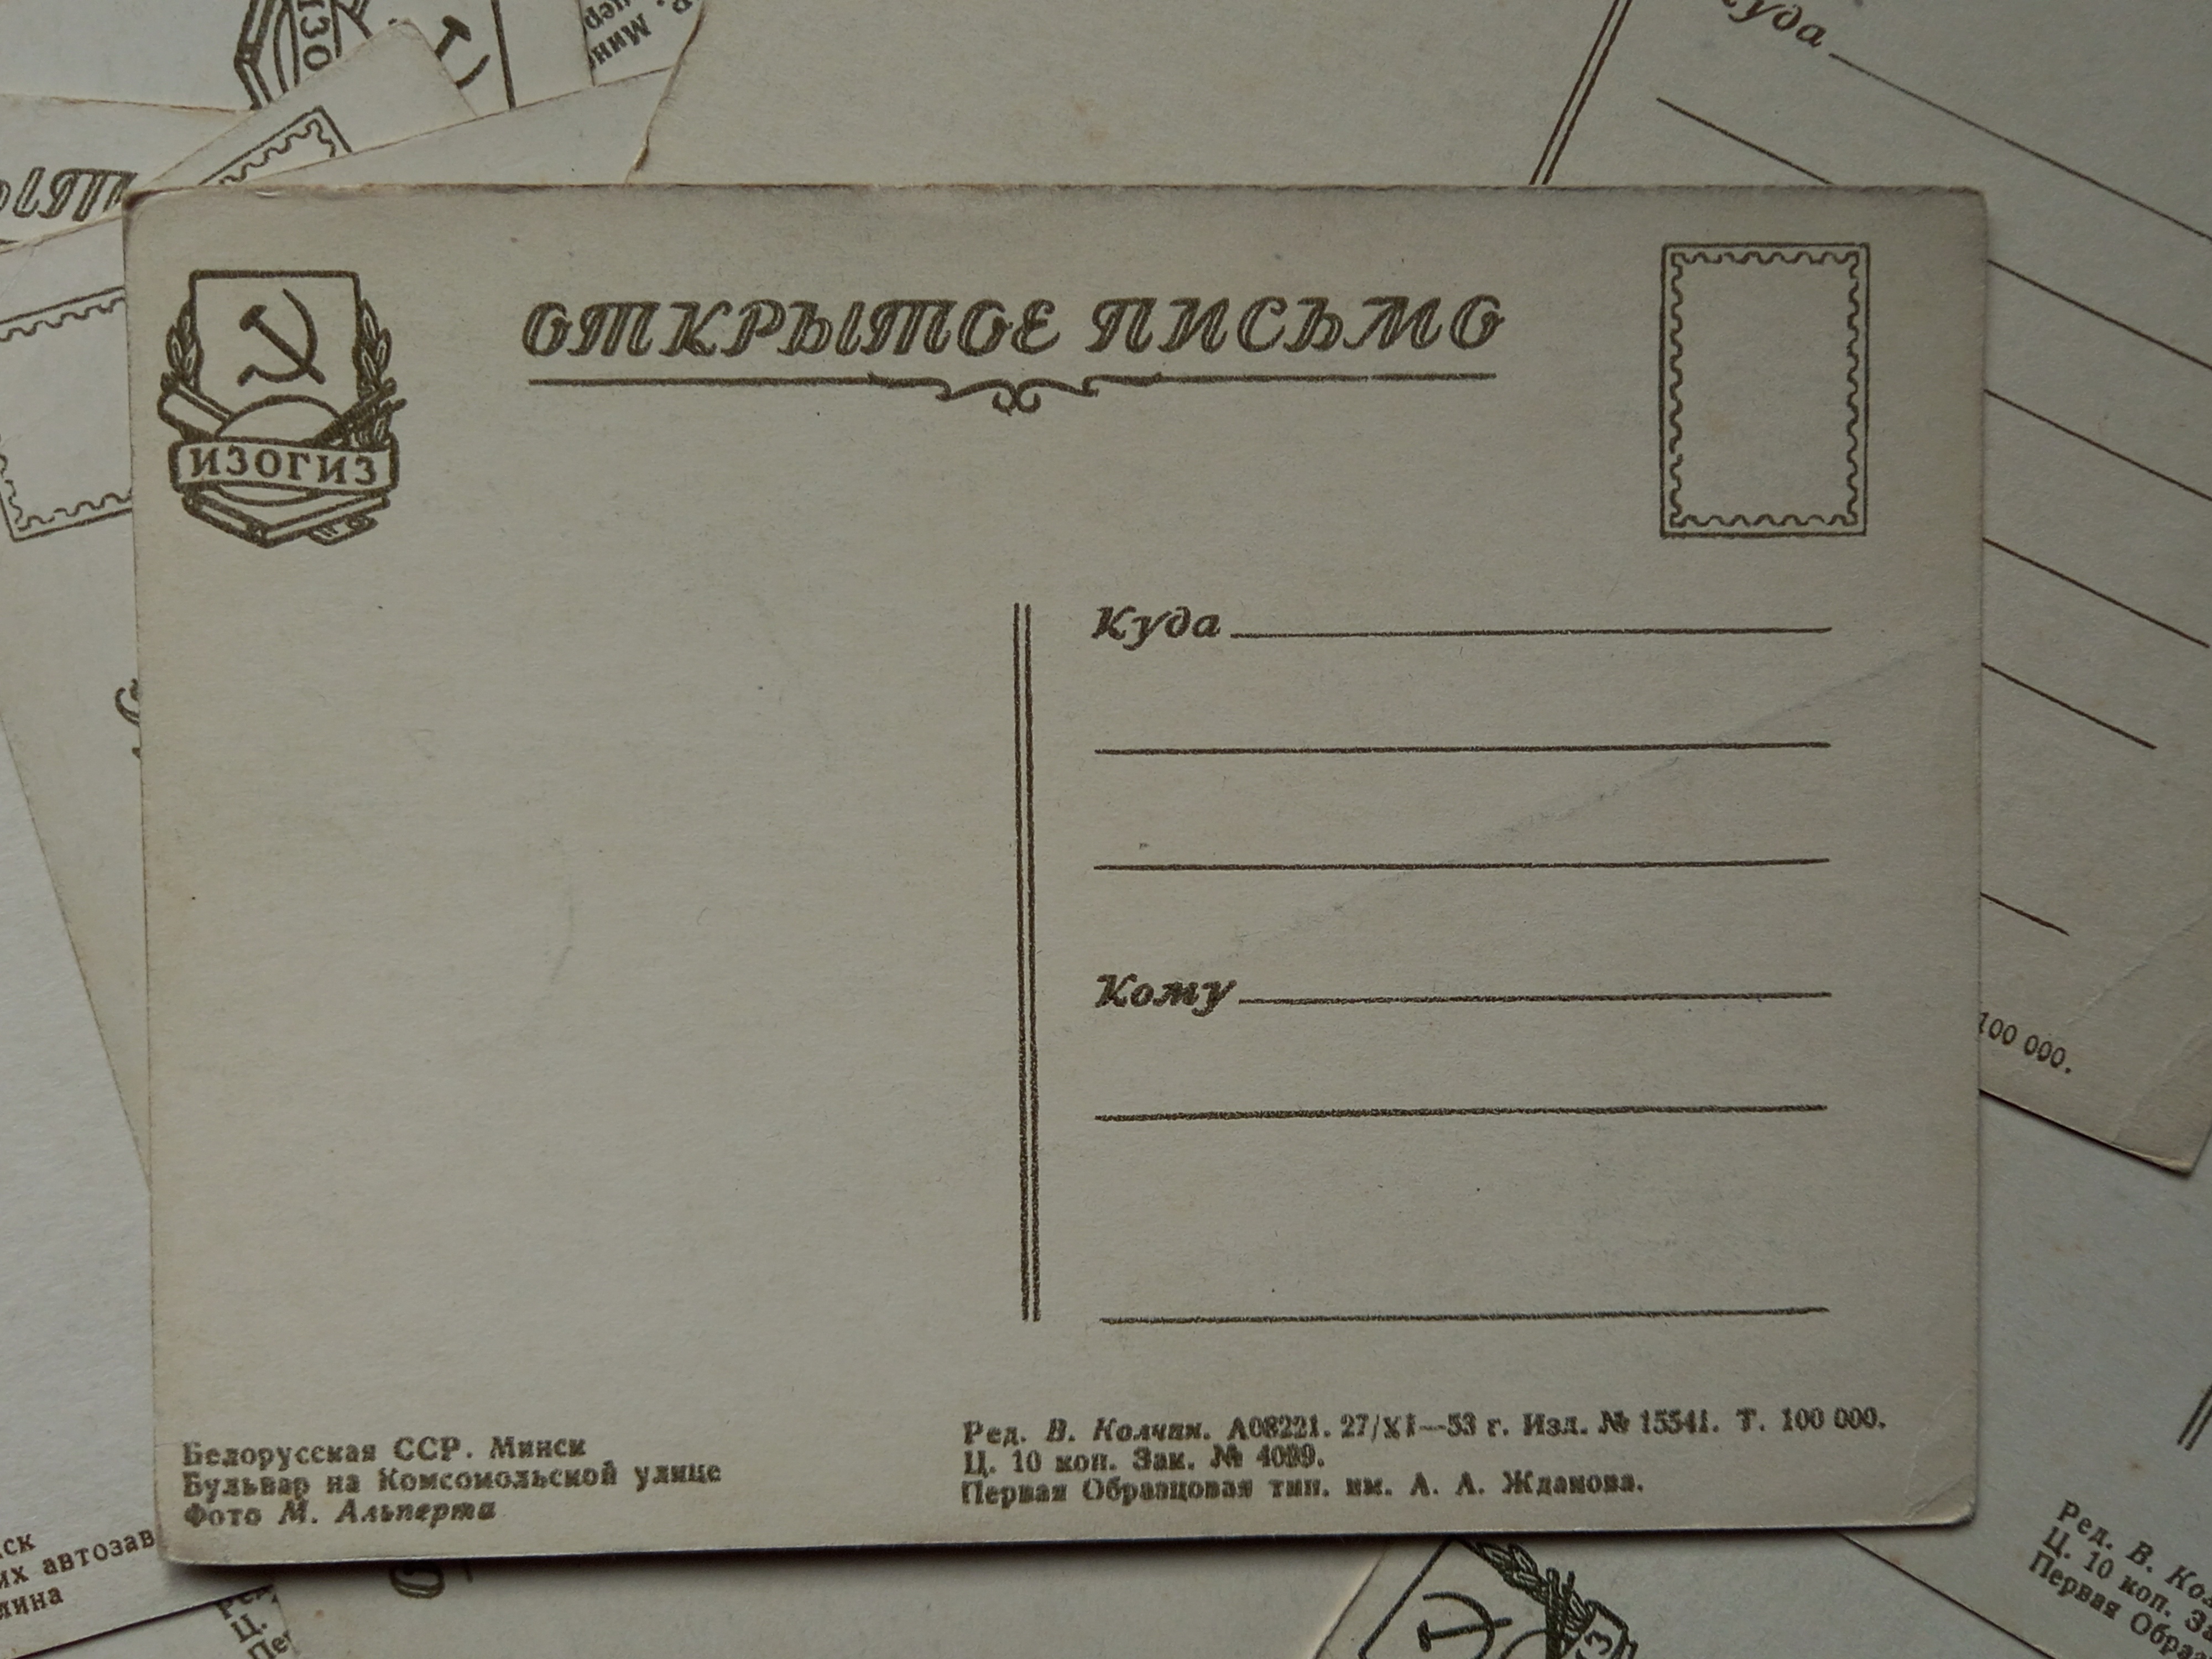 ОТКРЫТОЕ ПИСЬМО
ИЗОГИЗ
Куда
Кому
Белорусская ССР. Минск
Бульвар на Комсомольской улице
Фото М. Альперта
Ред. В. Колчин. А08221. 27/XI—53 г. Изд. № 15541. Т. 100 000.
Ц. 10 коп. Зак. № 4099.
Первая Образцовая тип. им. А. А. Жданова.
Куда
100 000.
Ред. В.
Ц. 10 коп.
Первая
их автозав